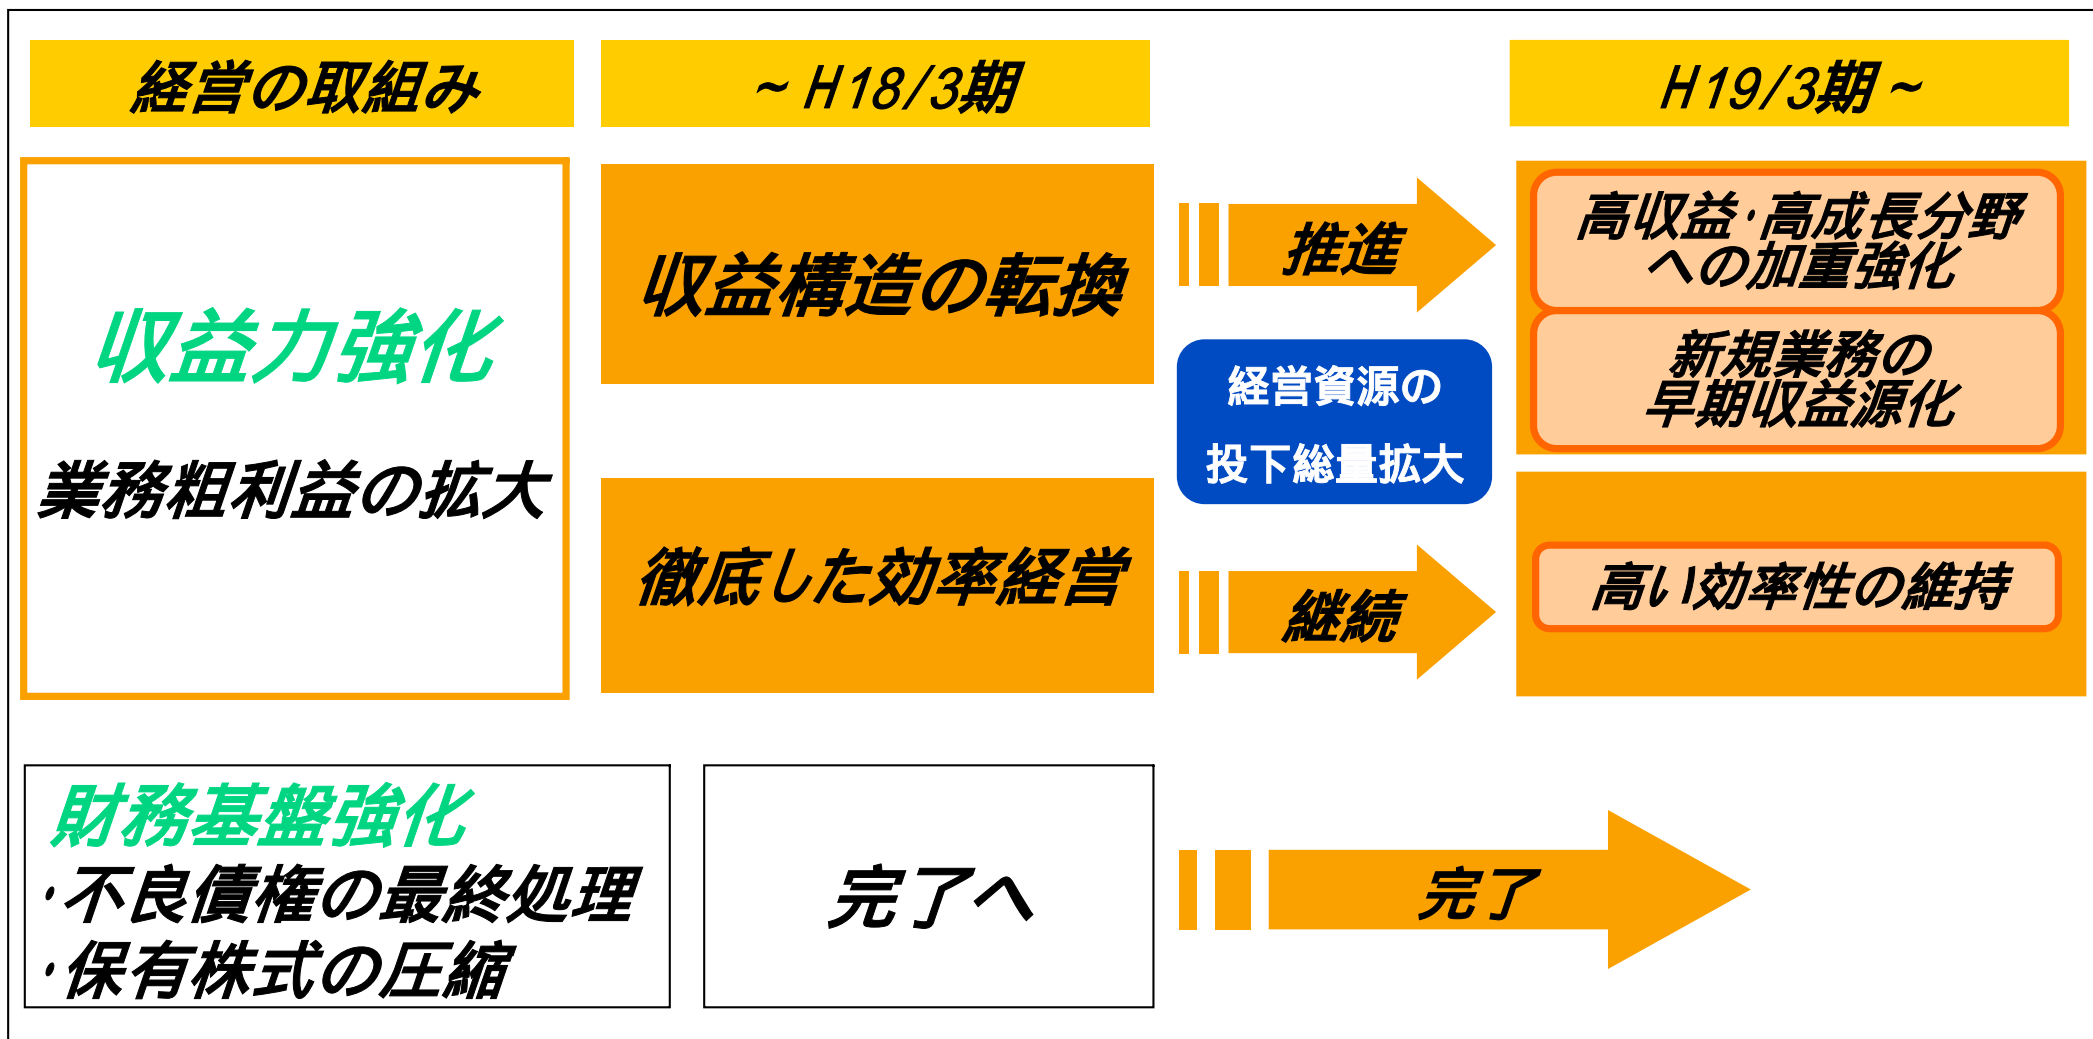 経営の取組み
~ H18/3期
H19/3期 ~
収益力強化
業務粗利益の拡大
収益構造の転換
推進
高収益・高成長分野
への加重強化
新規業務の
早期収益源化
経営資源の
投下総量拡大
徹底した効率経営
継続
高い効率性の維持
財務基盤強化
・不良債権の最終処理
・保有株式の圧縮
完了へ
完了